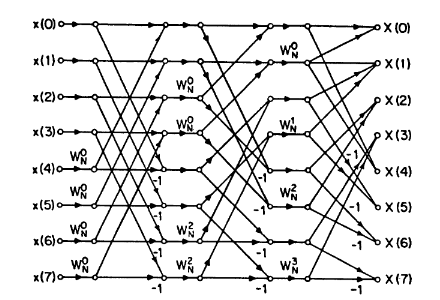 x(0) X(0)
W_N^0
x(1) X(1)
W_N^0
x(2) X(2)
W_N^0 W_N^1
x(3) X(3)
W_N^0 -1
x(4) X(4)
-1
W_N^0 W_N^2
x(5) -1 -1 -1 X(5)
W_N^0 W_N^2
x(6) -1 -1 X(6)
W_N^0 W_N^2 W_N^3
x(7) X(7)
-1 -1 -1